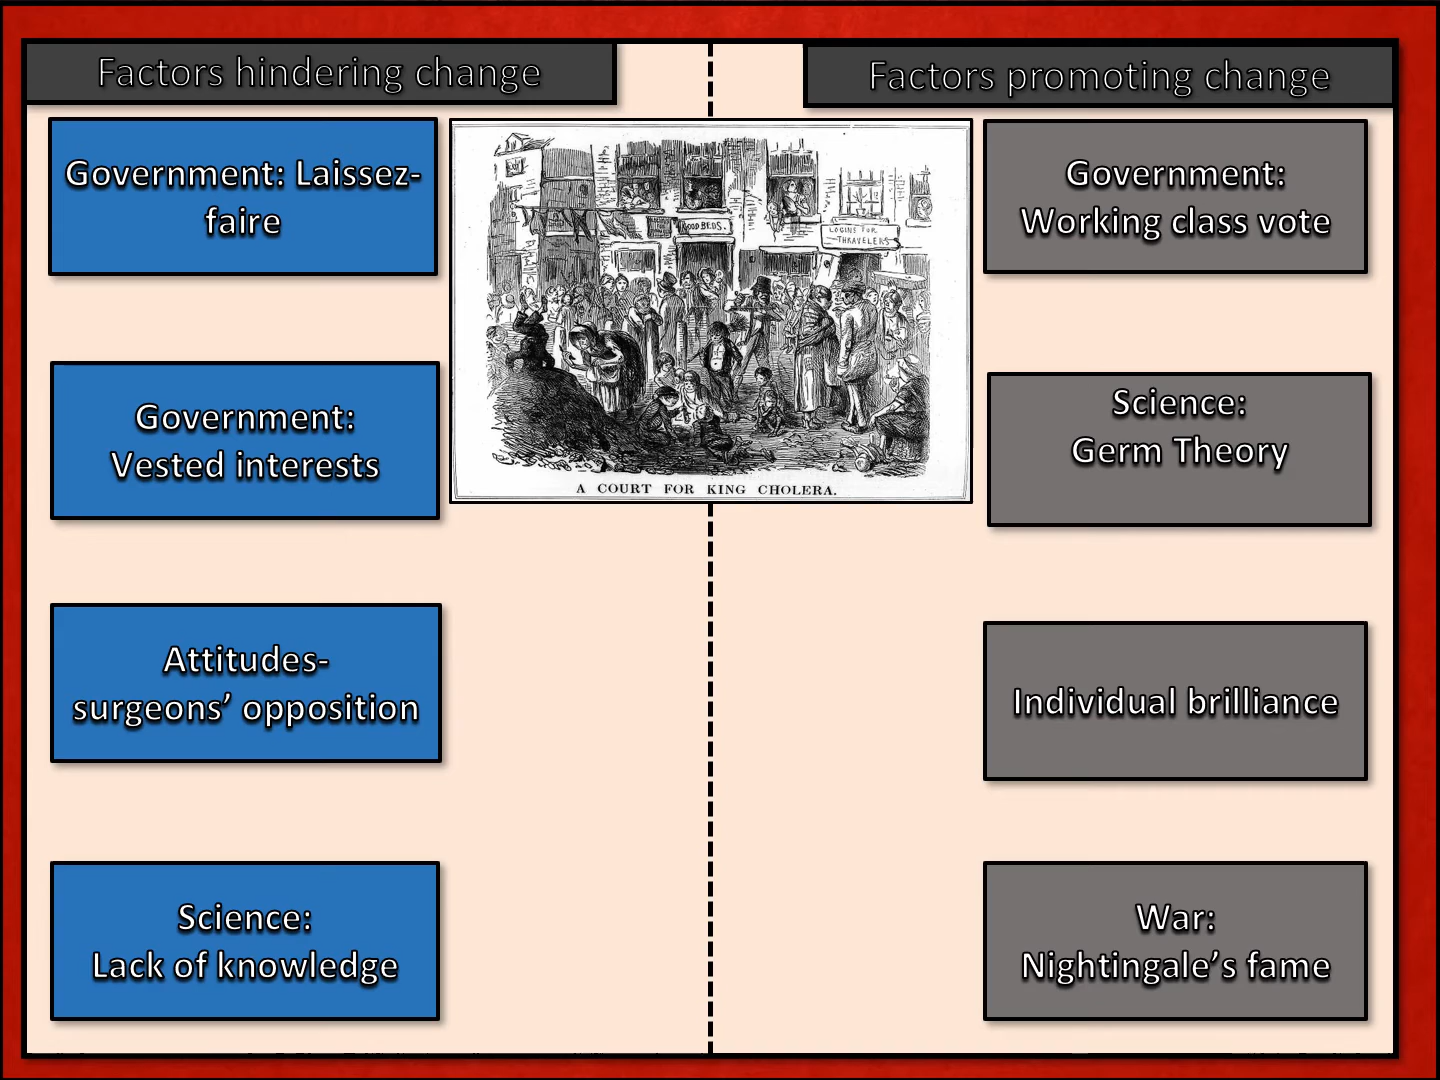 Factors hindering change
Factors promoting change
Government: Laissez-
faire
Government:
Vested interests
Attitudes-
surgeons’ opposition
Science:
Lack of knowledge
GOOD BEDS.
LOGINS FOR
THRAVELERS
A COURT FOR KING CHOLERA.
Government:
Working class vote
Science:
Germ Theory
Individual brilliance
War:
Nightingale’s fame